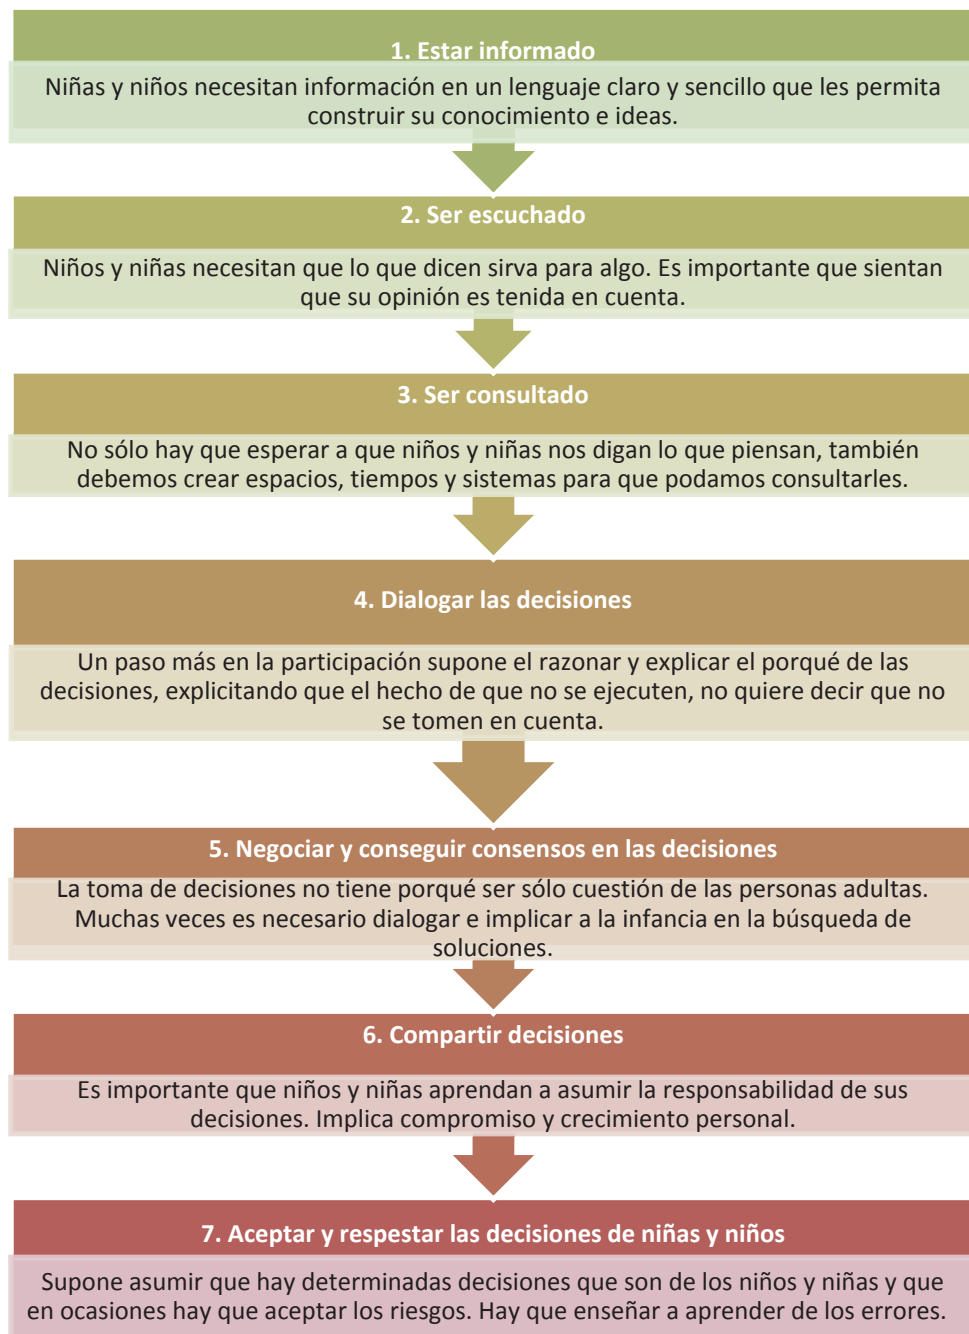 1. Estar informado
Niñas y niños necesitan información en un lenguaje claro y sencillo que les permita
construir su conocimiento e ideas.
2. Ser escuchado
Niños y niñas necesitan que lo que dicen sirva para algo. Es importante que sientan
que su opinión es tenida en cuenta.
3. Ser consultado
No sólo hay que esperar a que niños y niñas nos digan lo que piensan, también
debemos crear espacios, tiempos y sistemas para que podamos consultarles.
4. Dialogar las decisiones
Un paso más en la participación supone el razonar y explicar el porqué de las
decisiones, explicitando que el hecho de que no se ejecuten, no quiere decir que no
se tomen en cuenta.
5. Negociar y conseguir consensos en las decisiones
La toma de decisiones no tiene porqué ser sólo cuestión de las personas adultas.
Muchas veces es necesario dialogar e implicar a la infancia en la búsqueda de
soluciones.
6. Compartir decisiones
Es importante que niños y niñas aprendan a asumir la responsabilidad de sus
decisiones. Implica compromiso y crecimiento personal.
7. Aceptar y respestar las decisiones de niñas y niños
Supone asumir que hay determinadas decisiones que son de los niños y niñas y que
en ocasiones hay que aceptar los riesgos. Hay que enseñar a aprender de los errores.